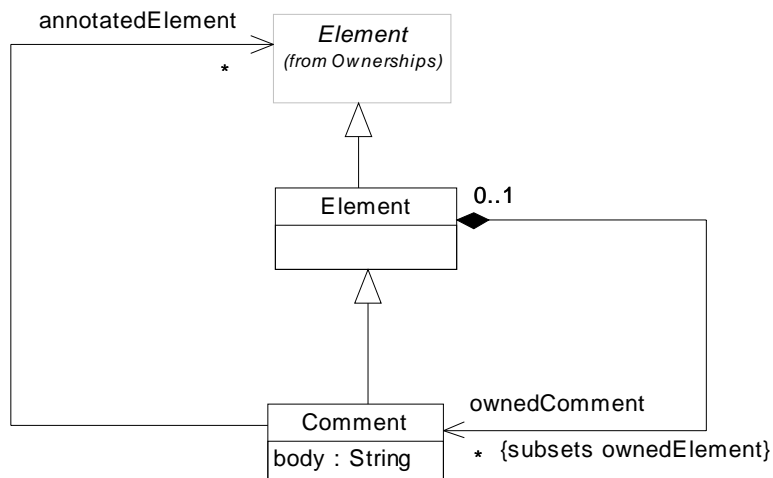 annotatedElement
*
Element
(from Ownerships)
Element
0..1
Comment
body : String
ownedComment
* {subsets ownedElement}